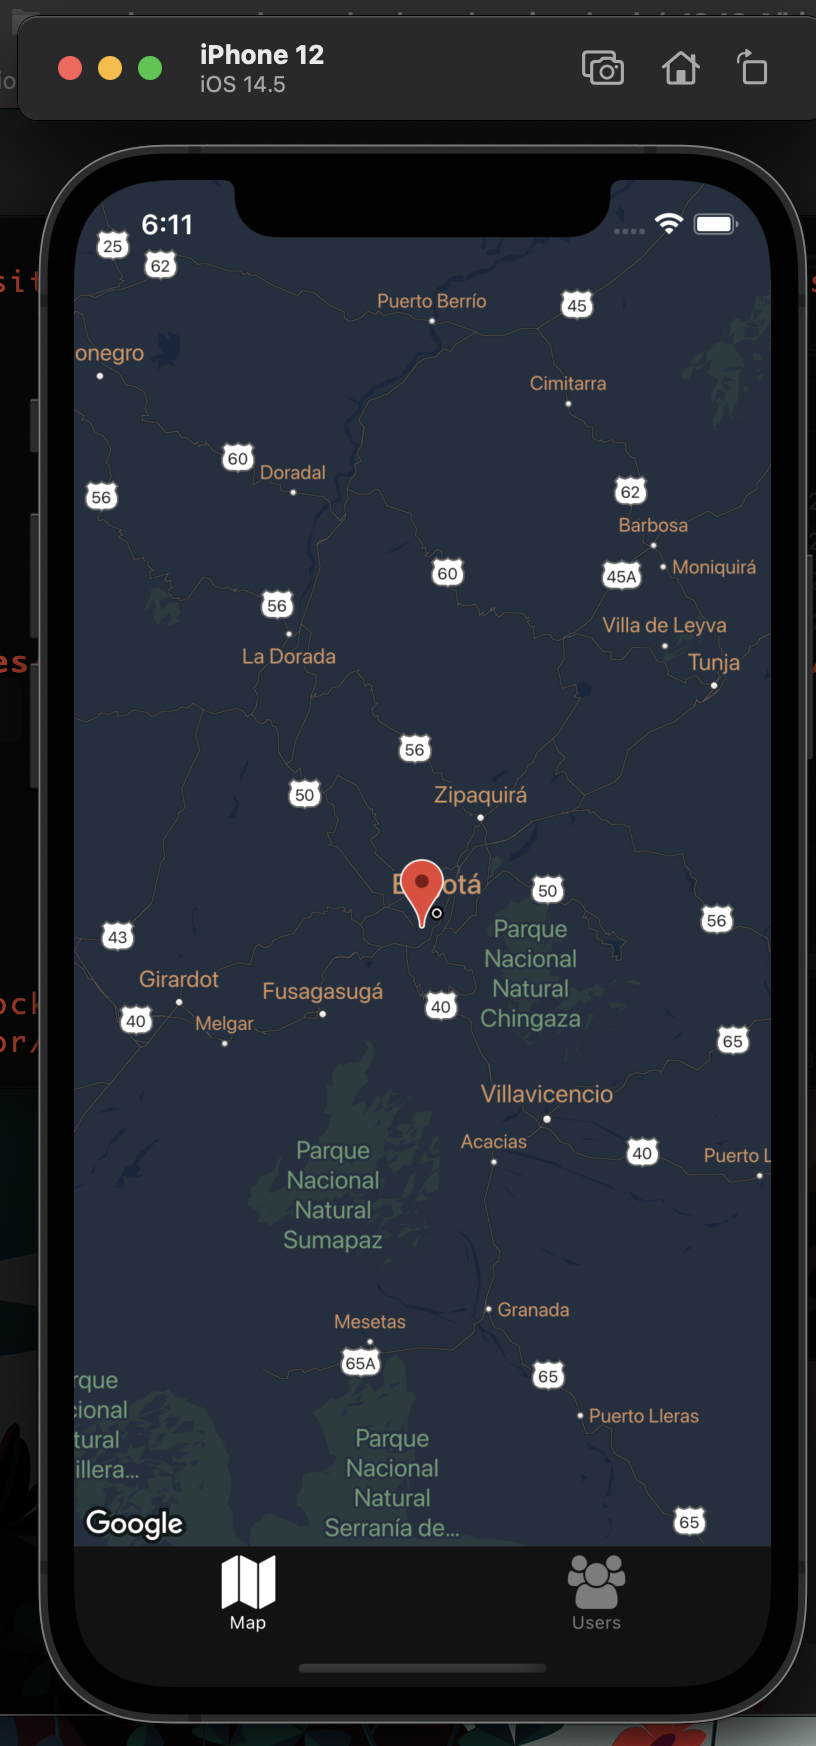 iPhone 12
iOS 14.5
6:11
25
62
Puerto Berrío
45
onegro
Cimitarra
60
Doradal
56
62
Barbosa
60
45A
Moniquirá
56
Villa de Leyva
La Dorada
Tunja
56
50
Zipaquirá
otá
50
56
Parque
Nacional
Natural
Chingaza
43
Girardot
Fusagasugá
40
40
Melgar
65
Villavicencio
Acacias
40
Puerto L
Parque
Nacional
Natural
Sumapaz
Granada
Mesetas
65A
65
rque
cional
tural
illera...
Puerto Lleras
Parque
Nacional
Natural
Serranía de...
Google
65
Map
Users